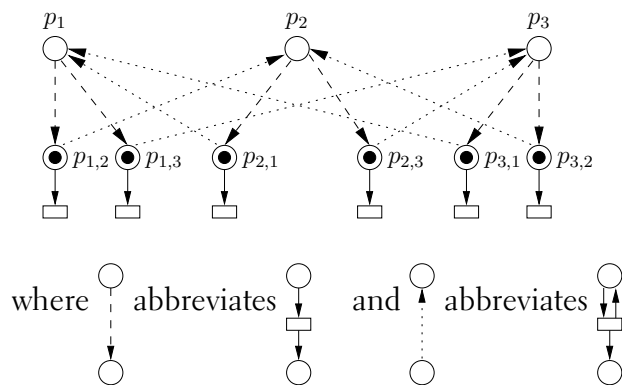 p₁ p₂ p₃
p₁,₂ p₁,₃ p₂,₁ p₂,₃ p₃,₁ p₃,₂
where abbreviates and abbreviates